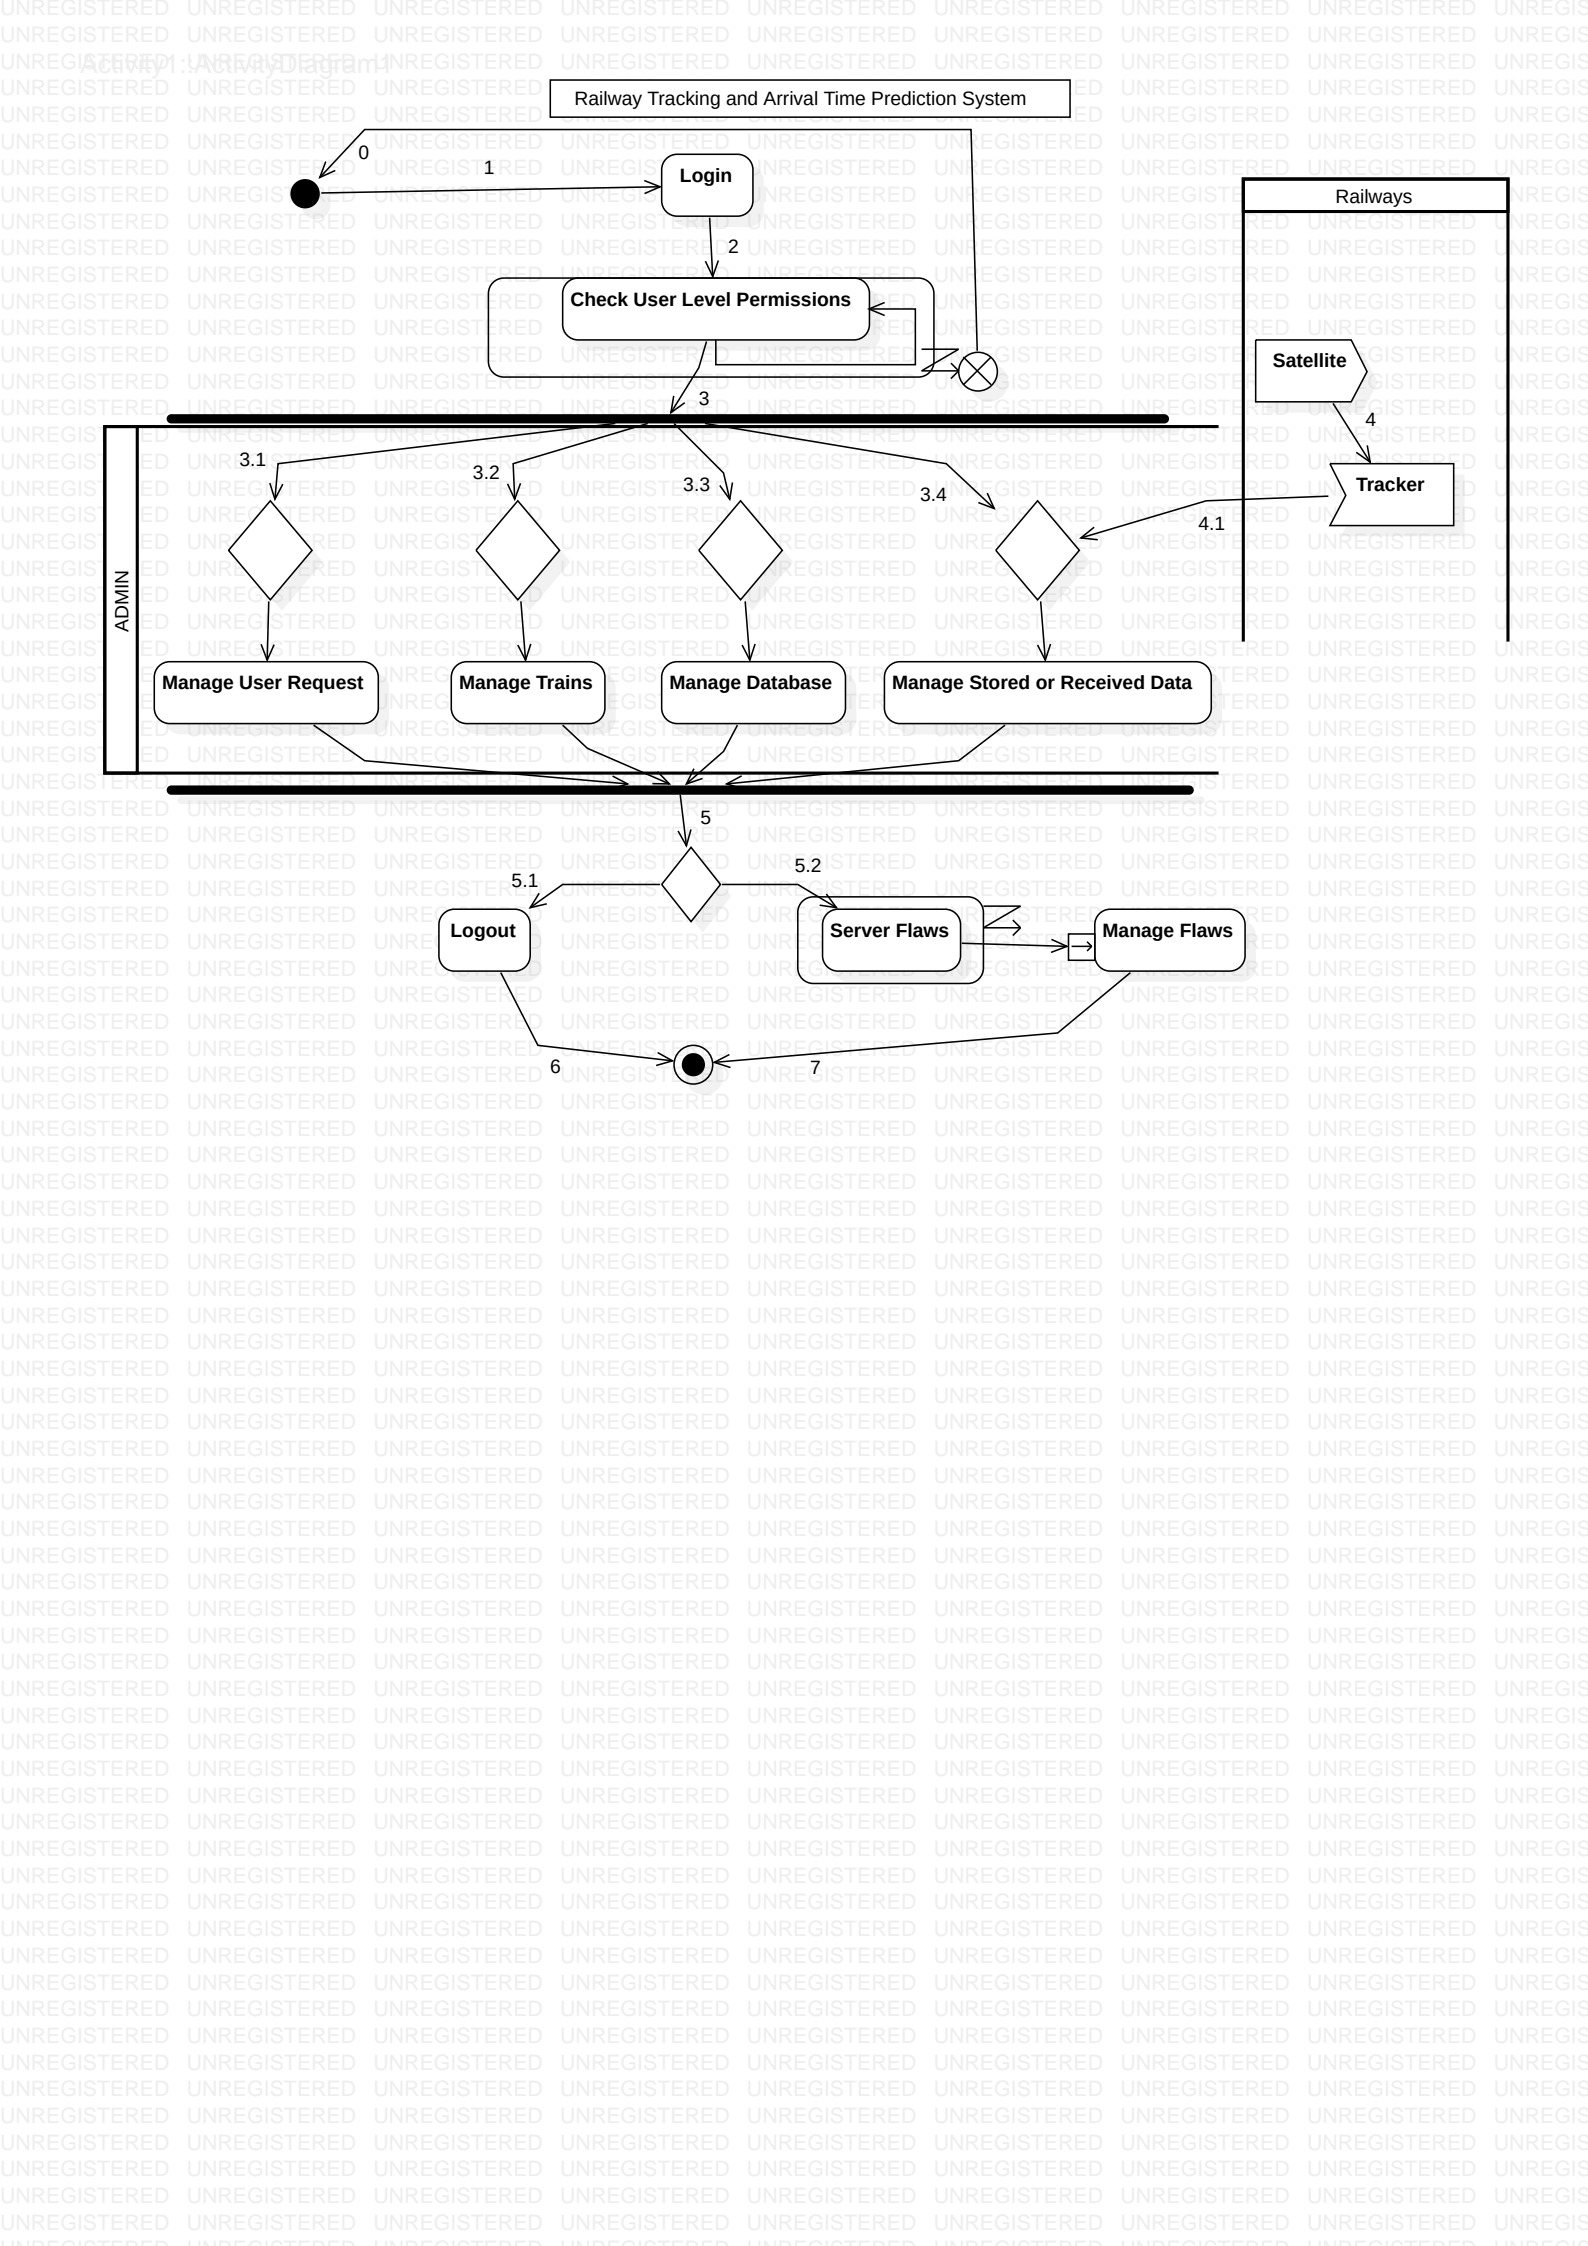 Activity1::ActivityDiagram1
Railway Tracking and Arrival Time Prediction System
0
1
Login
Railways
2
Check User Level Permissions
Satellite
3
4
3.1
3.2
3.3
3.4
Tracker
4.1
ADMIN
Manage User Request
Manage Trains
Manage Database
Manage Stored or Received Data
5
5.1
5.2
Logout
Server Flaws
Manage Flaws
6
7
UNREGISTERED